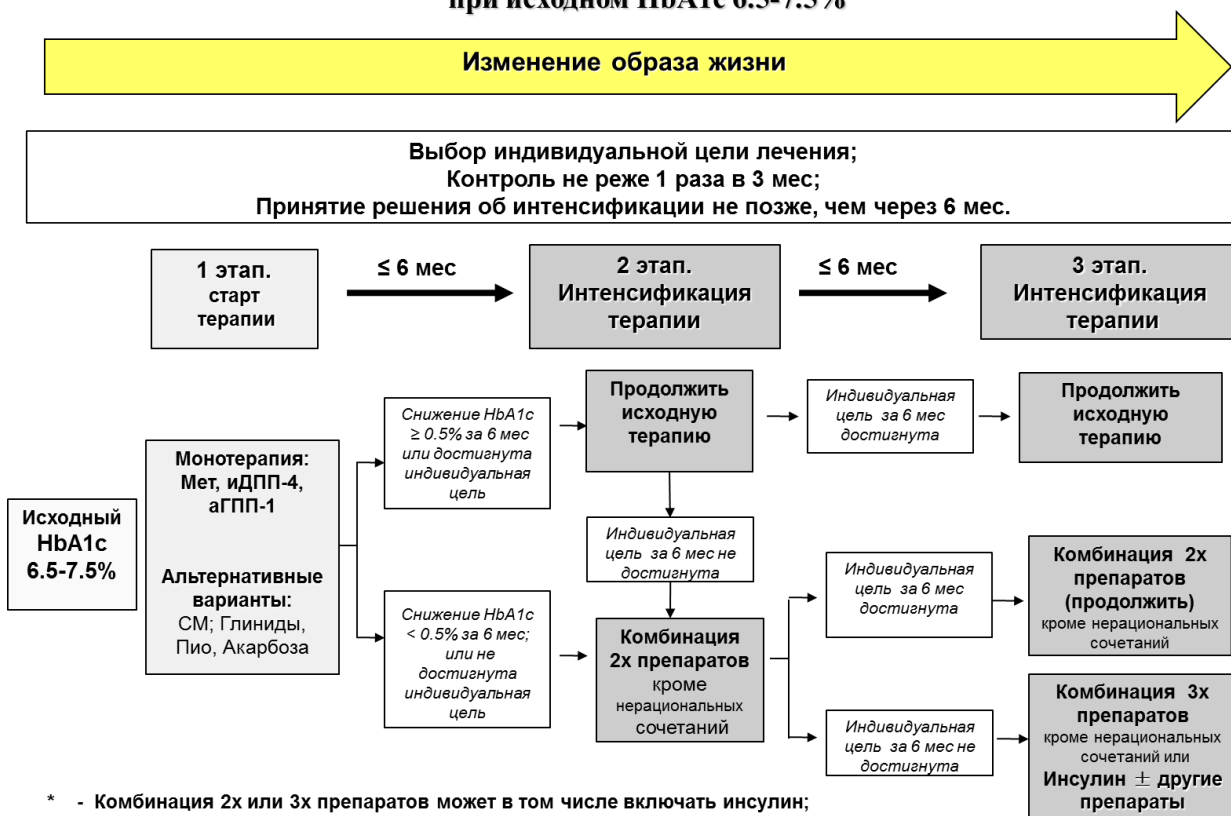 при исходном HbA1c 6.5-7.5%
Изменение образа жизни
Выбор индивидуальной цели лечения;
Контроль не реже 1 раза в 3 мес;
Принятие решения об интенсификации не позже, чем через 6 мес.
1 этап.
старт
терапии
≤ 6 мес
2 этап.
Интенсификация
терапии
≤ 6 мес
3 этап.
Интенсификация
терапии
Исходный
HbA1c
6.5-7.5%
Монотерапия:
Мет, иДПП-4,
аГПП-1
Альтернативные
варианты:
СМ; Глиниды,
Пио, Акарбоза
Снижение HbA1c
≥ 0.5% за 6 мес
или достигнута
индивидуальная
цель
Продолжить
исходную
терапию
Индивидуальная
цель за 6 мес
достигнута
Продолжить
исходную
терапию
Индивидуальная
цель за 6 мес не
достигнута
Снижение HbA1c
< 0.5% за 6 мес;
или не
достигнута
индивидуальная
цель
Комбинация
2х препаратов
кроме
нерациональных
сочетаний
Индивидуальная
цель за 6 мес
достигнута
Комбинация 2х
препаратов
(продолжить)
кроме нерациональных
сочетаний
Индивидуальная
цель за 6 мес не
достигнута
Комбинация 3х
препаратов
кроме нерациональных
сочетаний или
Инсулин ± другие
препараты
* - Комбинация 2х или 3х препаратов может в том числе включать инсулин;